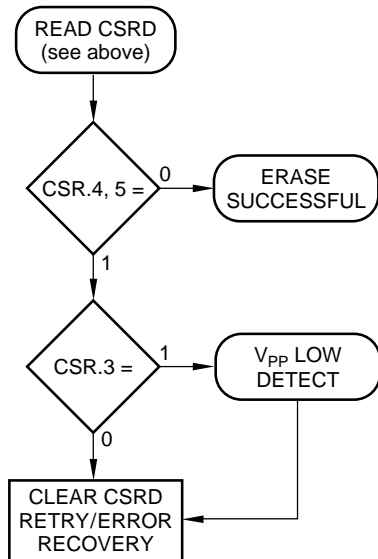 READ CSRD
(see above)
CSR.4, 5 =
0
ERASE
SUCCESSFUL
1
CSR.3 =
1
VPP LOW
DETECT
0
CLEAR CSRD
RETRY/ERROR
RECOVERY